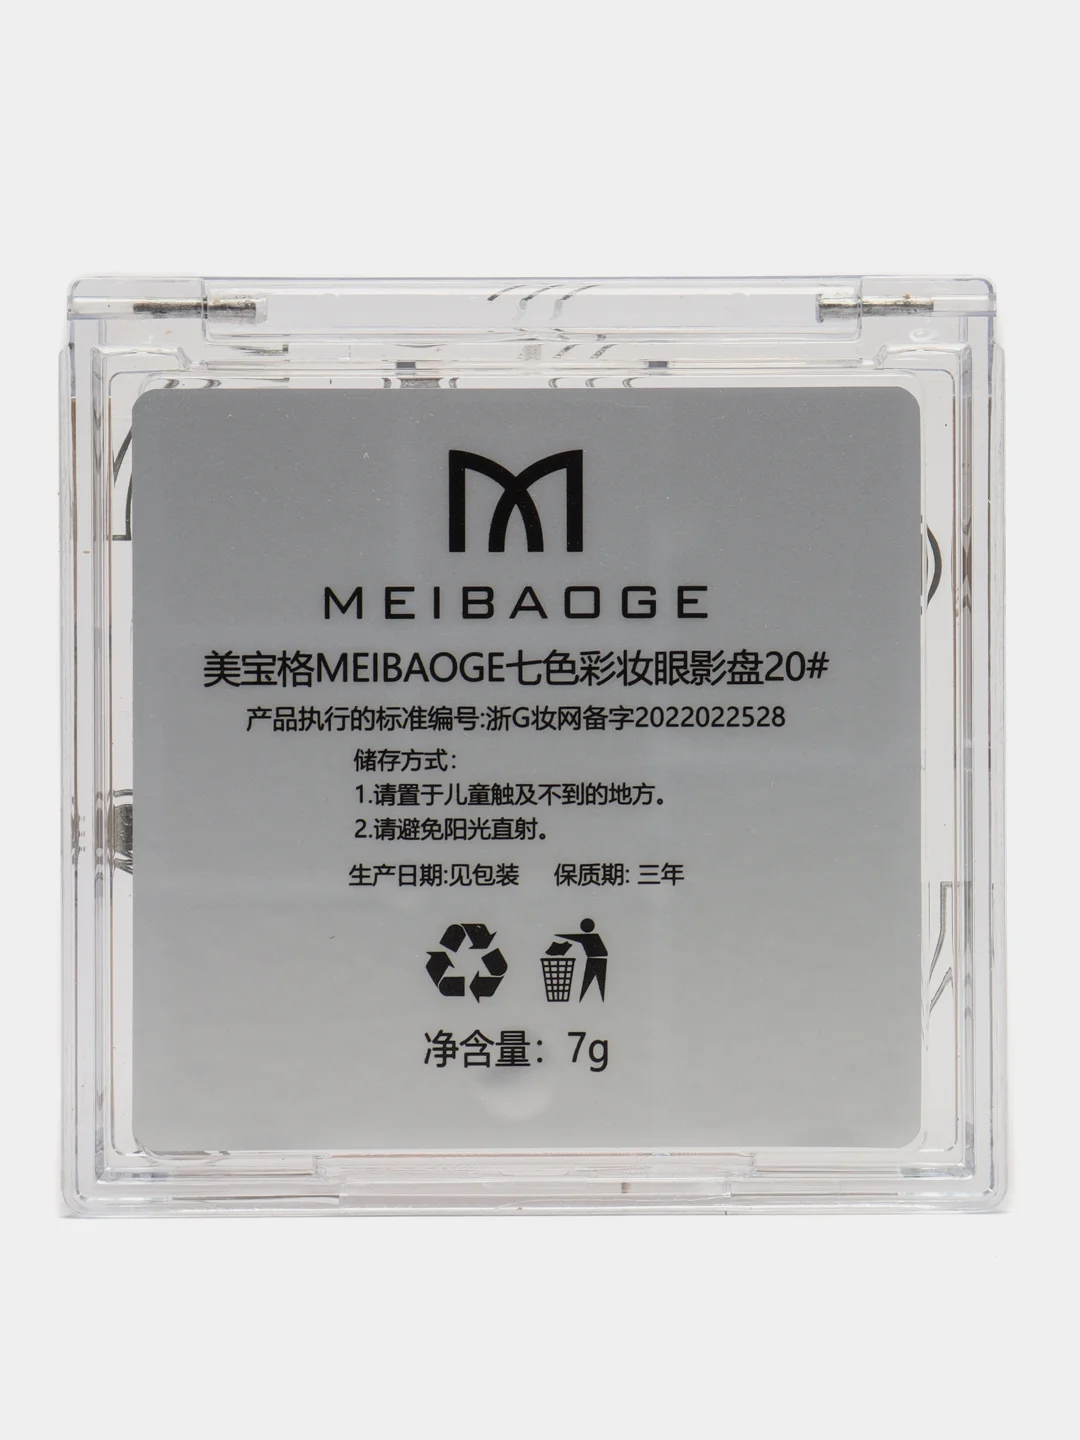 MEIBAOGE
美宝格MEIBAOGE七色彩妆眼影盘20#
产品执行的标准编号:浙G妆网备字2022022528
储存方式：
1.请置于儿童触及不到的地方。
2.请避免阳光直射。
生产日期:见包装 保质期: 三年
净含量：7g